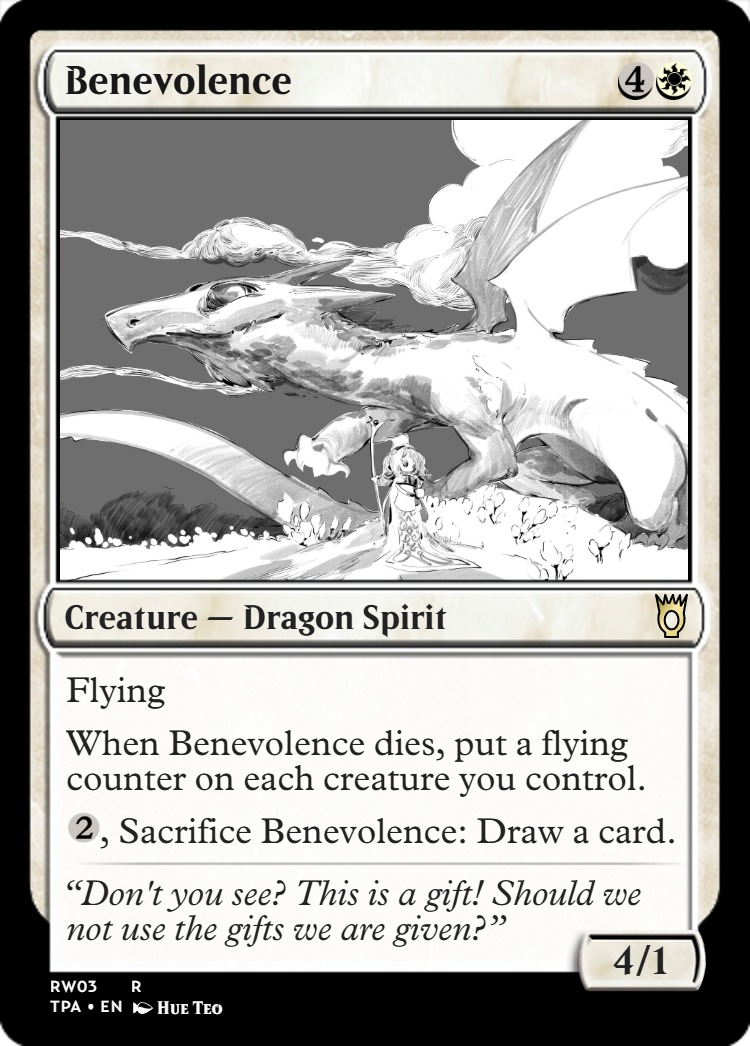 Benevolence 4
Creature — Dragon Spirit
Flying
When Benevolence dies, put a flying
counter on each creature you control.
2, Sacrifice Benevolence: Draw a card.
“Don't you see? This is a gift! Should we
not use the gifts we are given?”
4/1
RW03 R
TPA • EN Hue Teo